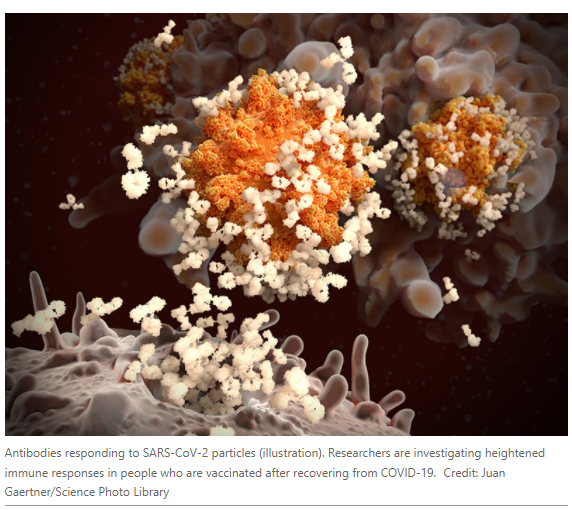 Antibodies responding to SARS-CoV-2 particles (illustration). Researchers are investigating heightened
immune responses in people who are vaccinated after recovering from COVID-19.  Credit: Juan
Gaertner/Science Photo Library